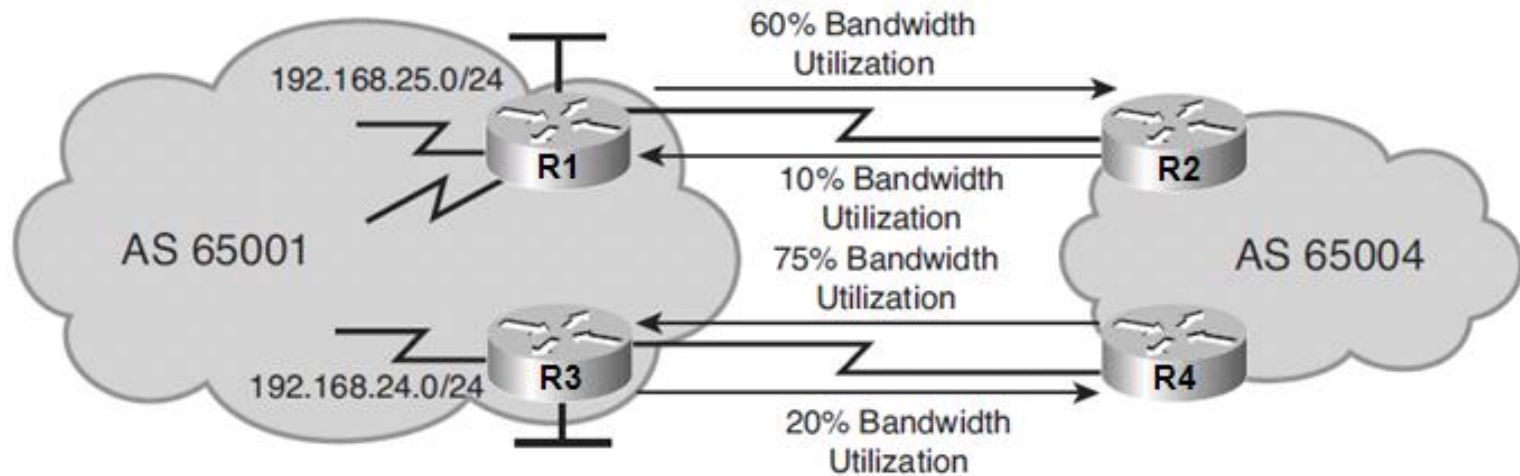 60% Bandwidth
Utilization
192.168.25.0/24
R1
R2
10% Bandwidth
Utilization
AS 65001
AS 65004
75% Bandwidth
Utilization
R3
R4
192.168.24.0/24
20% Bandwidth
Utilization